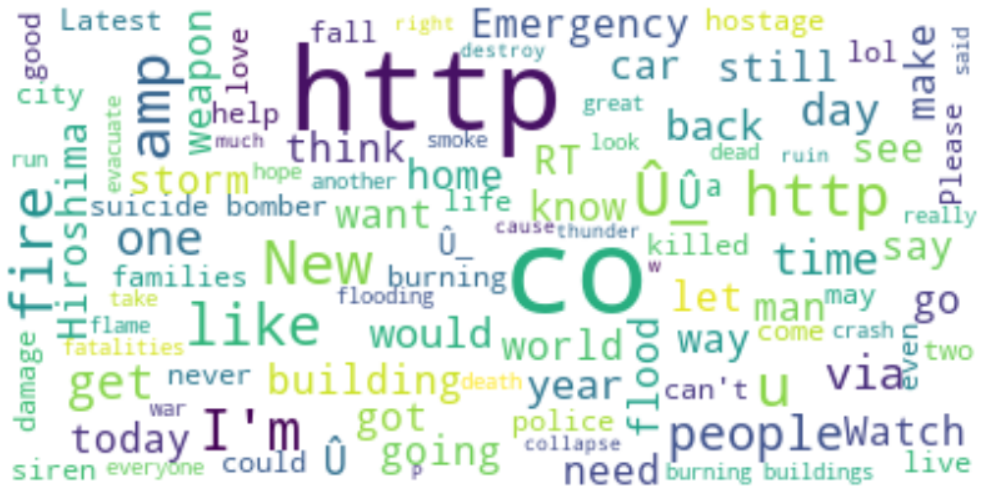 good
Latest
weapon
love
fall
right
Emergency
hostage
destroy
http
amp
car
still
lol
make
said
city
evacuate
help
great
day
much
think
smoke
back
look
Please
run
Hiroshima
storm
hope
another
home
RT
dead
ruin
see
fire
suicide bomber
want
life
know
Û_
Ûª
http
really
one
Û_
cause
thunder
killed
w
time
say
families
New
burning
co
take
flooding
let
man
may
go
flame
like
would
world
flood
way
come
crash
even
two
damage
fatalities
get
never
building
death
year
can't
u
via
war
today
I'm
got
police
collapse
people
Watch
siren
everyone
could
Û
going
p
need
burning buildings
live